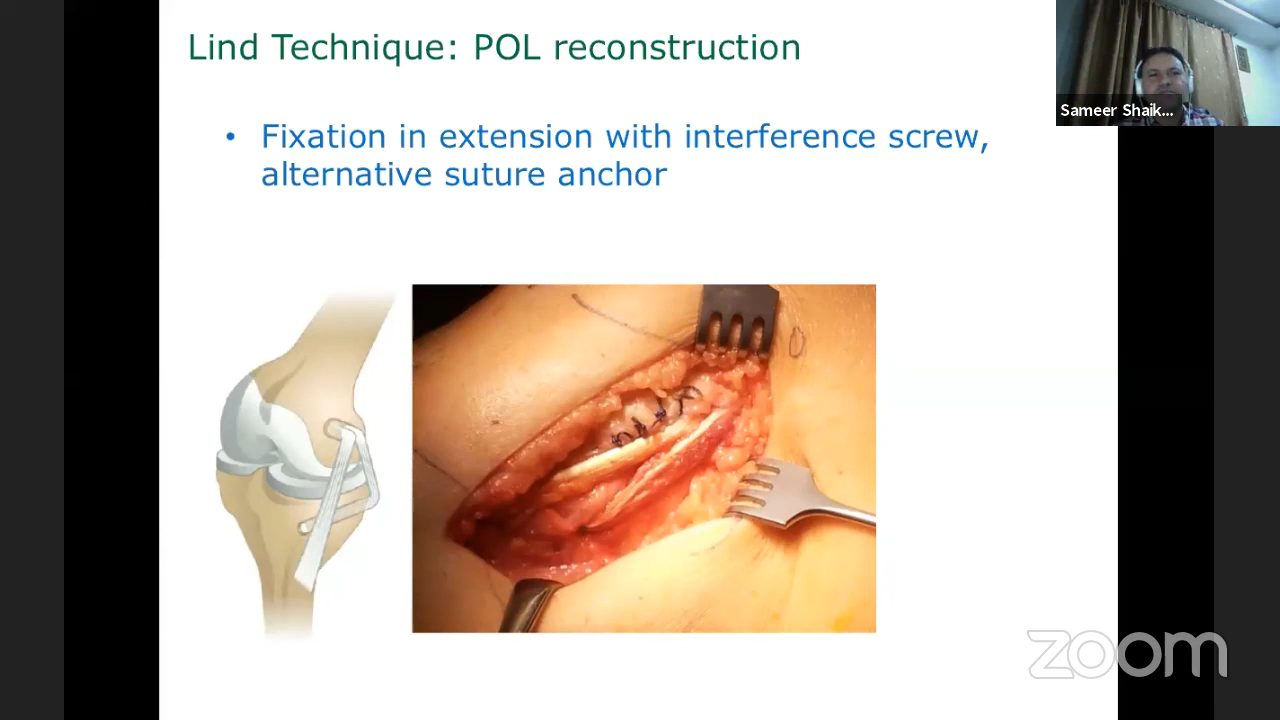 Lind Technique: POL reconstruction
Sameer Shaik...
• Fixation in extension with interference screw,
alternative suture anchor
zoom